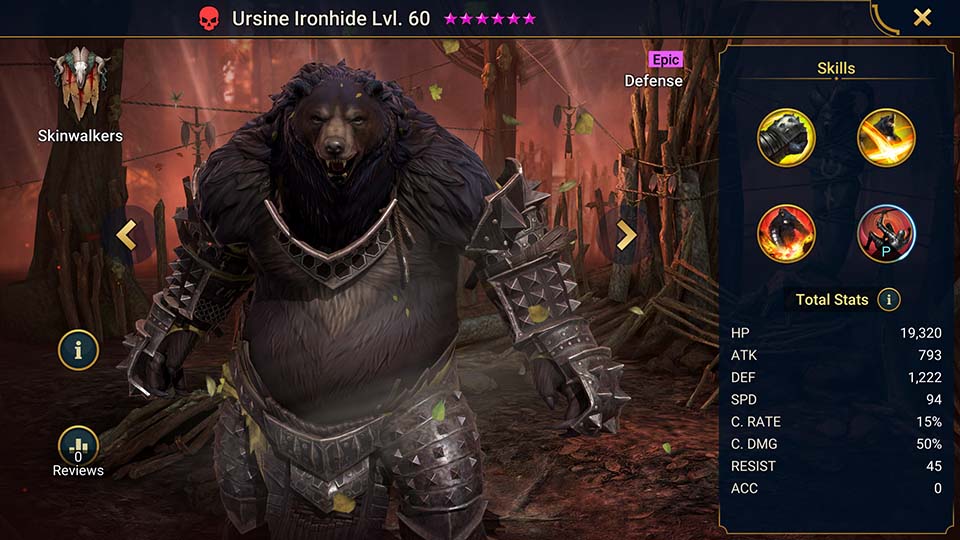 Ursine Ironhide Lvl. 60
Skinwalkers
Epic
Defense
0
Reviews
Skills
P
Total Stats i
HP 19,320
ATK 793
DEF 1,222
SPD 94
C. RATE 15%
C. DMG 50%
RESIST 45
ACC 0